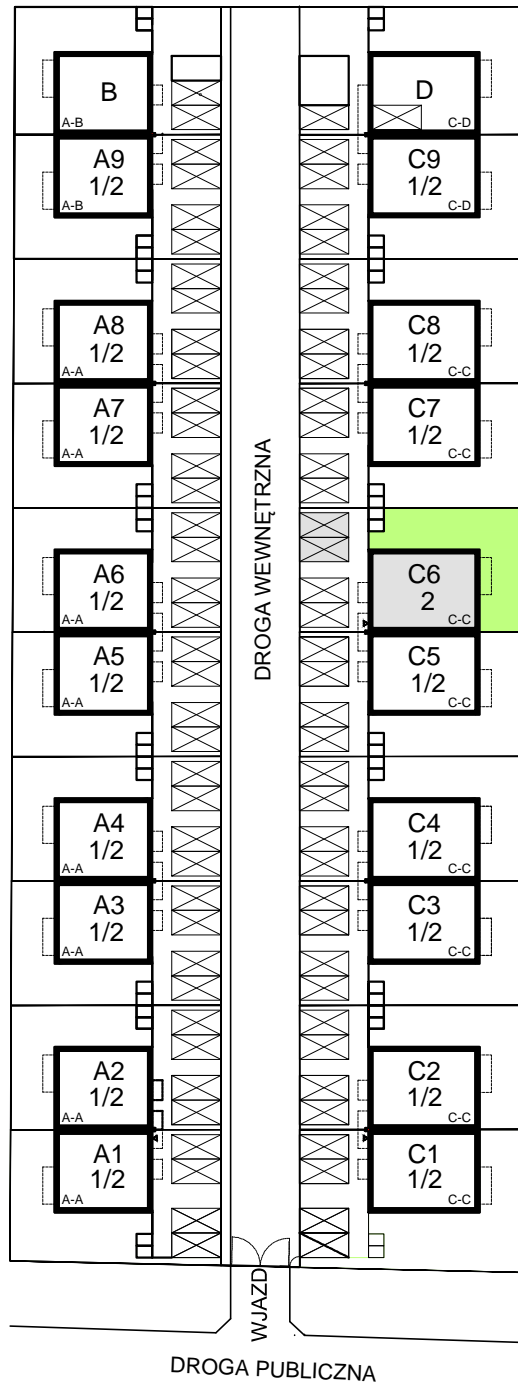 B
A-B
D
C-D
A9
1/2
A-B
C9
1/2
C-D
A8
1/2
A-A
C8
1/2
C-C
A7
1/2
A-A
C7
1/2
C-C
DROGA WEWNĘTRZNA
A6
1/2
A-A
C6
2
C-C
A5
1/2
A-A
C5
1/2
C-C
A4
1/2
A-A
C4
1/2
C-C
A3
1/2
A-A
C3
1/2
C-C
A2
1/2
A-A
C2
1/2
C-C
A1
1/2
A-A
C1
1/2
C-C
WJAZD
DROGA PUBLICZNA